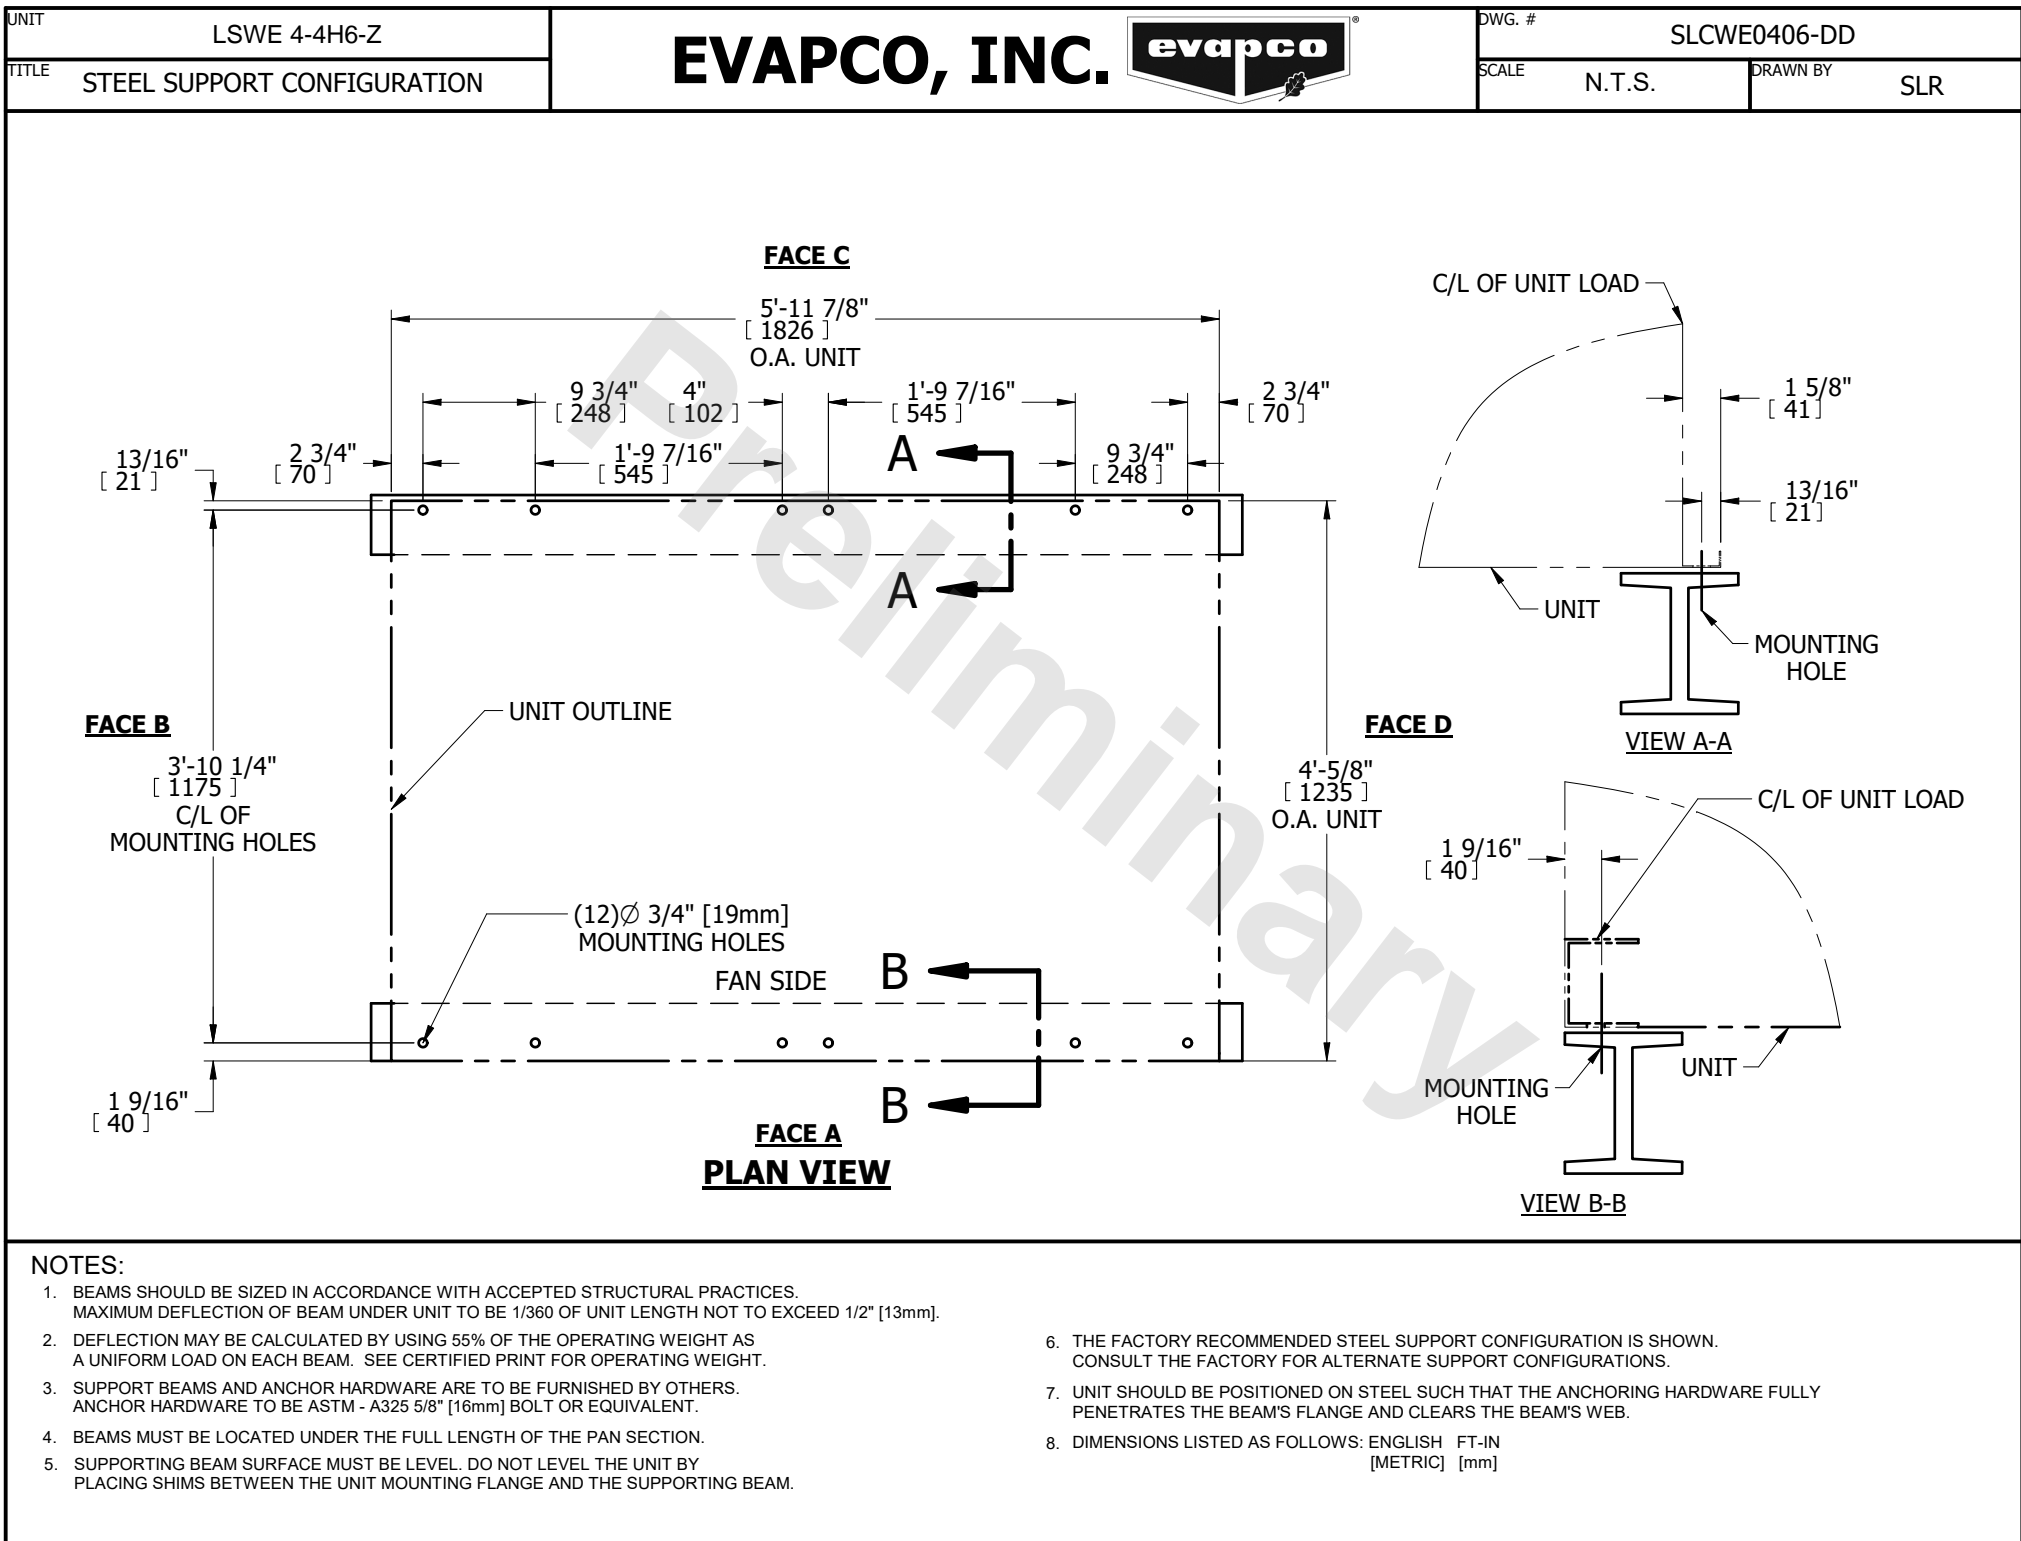 UNIT
LSWE 4-4H6-Z
TITLE
STEEL SUPPORT CONFIGURATION
EVAPCO, INC.
evapco
®
DWG. #
SLCWE0406-DD
SCALE
N.T.S.
DRAWN BY
SLR
FACE C
5'-11 7/8"
[ 1826 ]
O.A. UNIT
9 3/4"
[ 248 ]
4"
[ 102 ]
1'-9 7/16"
[ 545 ]
2 3/4"
[ 70 ]
13/16"
[ 21 ]
2 3/4"
[ 70 ]
1'-9 7/16"
[ 545 ]
A
9 3/4"
[ 248 ]
A
UNIT OUTLINE
FACE B
3'-10 1/4"
[ 1175 ]
C/L OF
MOUNTING HOLES
FACE D
4'-5/8"
[ 1235 ]
O.A. UNIT
(12)Ø 3/4" [19mm]
MOUNTING HOLES
FAN SIDE
B
B
1 9/16"
[ 40 ]
FACE A
PLAN VIEW
Preliminary
C/L OF UNIT LOAD
1 5/8"
[ 41 ]
13/16"
[ 21 ]
UNIT
MOUNTING
HOLE
VIEW A-A
C/L OF UNIT LOAD
1 9/16"
[ 40 ]
UNIT
MOUNTING
HOLE
VIEW B-B
NOTES:
1. BEAMS SHOULD BE SIZED IN ACCORDANCE WITH ACCEPTED STRUCTURAL PRACTICES.
MAXIMUM DEFLECTION OF BEAM UNDER UNIT TO BE 1/360 OF UNIT LENGTH NOT TO EXCEED 1/2" [13mm].
2. DEFLECTION MAY BE CALCULATED BY USING 55% OF THE OPERATING WEIGHT AS
A UNIFORM LOAD ON EACH BEAM. SEE CERTIFIED PRINT FOR OPERATING WEIGHT.
3. SUPPORT BEAMS AND ANCHOR HARDWARE ARE TO BE FURNISHED BY OTHERS.
ANCHOR HARDWARE TO BE ASTM - A325 5/8" [16mm] BOLT OR EQUIVALENT.
4. BEAMS MUST BE LOCATED UNDER THE FULL LENGTH OF THE PAN SECTION.
5. SUPPORTING BEAM SURFACE MUST BE LEVEL. DO NOT LEVEL THE UNIT BY
PLACING SHIMS BETWEEN THE UNIT MOUNTING FLANGE AND THE SUPPORTING BEAM.
6. THE FACTORY RECOMMENDED STEEL SUPPORT CONFIGURATION IS SHOWN.
CONSULT THE FACTORY FOR ALTERNATE SUPPORT CONFIGURATIONS.
7. UNIT SHOULD BE POSITIONED ON STEEL SUCH THAT THE ANCHORING HARDWARE FULLY
PENETRATES THE BEAM'S FLANGE AND CLEARS THE BEAM'S WEB.
8. DIMENSIONS LISTED AS FOLLOWS: ENGLISH FT-IN
[METRIC] [mm]